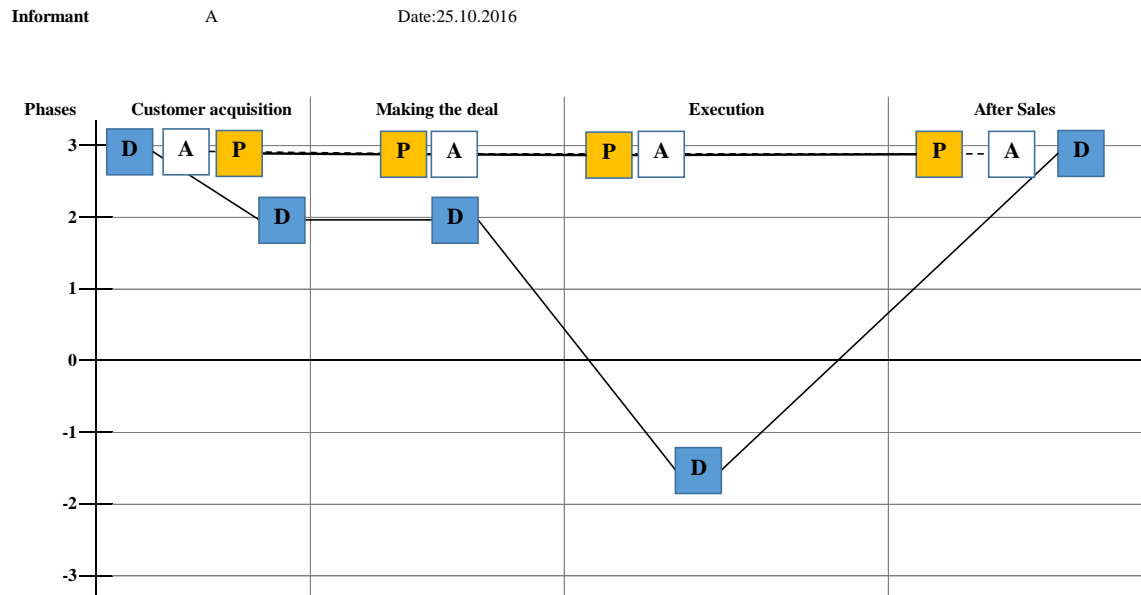 Informant A Date:25.10.2016
Phases Customer acquisition Making the deal Execution After Sales
3 D A P P A P A P A D
2 D D
1
0
-1
D
-2
-3